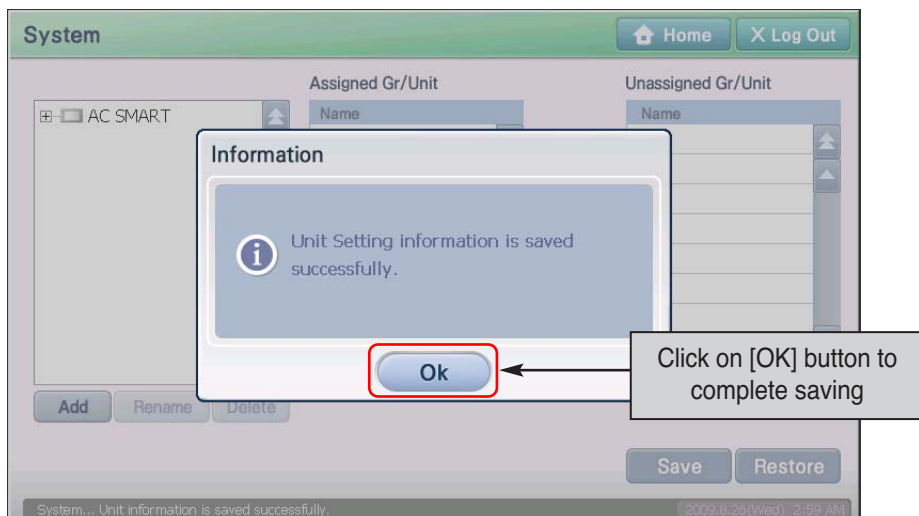 System
Home
X Log Out
Assigned Gr/Unit
Unassigned Gr/Unit
AC SMART
Name
Name
Information
Unit Setting information is saved
successfully.
Ok
Click on [OK] button to
complete saving
Add
Rename
Delete
Save
Restore
System... Unit information is saved successfully.
2009.8.26(Wed) 2:59 AM